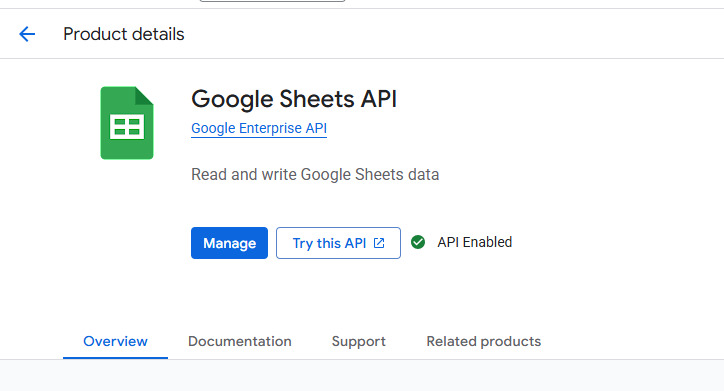 Product details
Google Sheets API
Google Enterprise API
Read and write Google Sheets data
Manage
Try this API
API Enabled
Overview
Documentation
Support
Related products